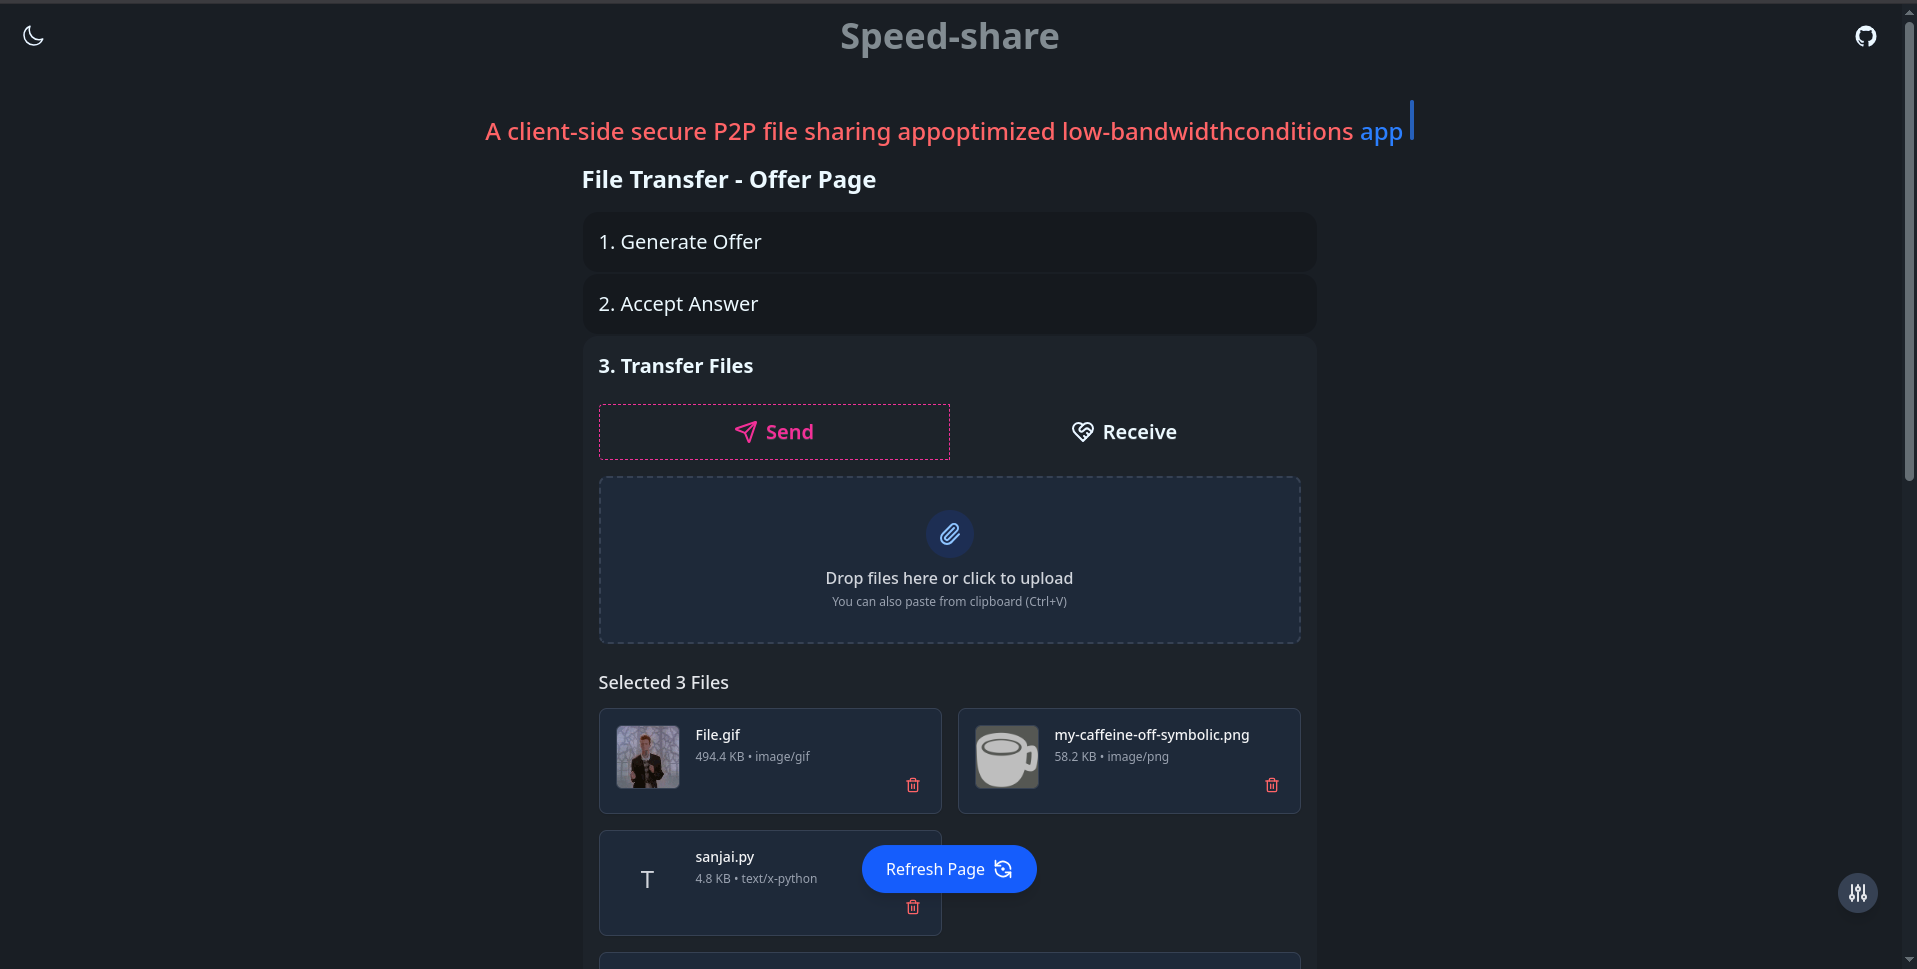 Speed-share
A client-side secure P2P file sharing appoptimized low-bandwidthconditions app
File Transfer - Offer Page
1. Generate Offer
2. Accept Answer
3. Transfer Files
Send
Receive
Drop files here or click to upload
You can also paste from clipboard (Ctrl+V)
Selected 3 Files
File.gif
494.4 KB • image/gif
my-caffeine-off-symbolic.png
58.2 KB • image/png
sanjai.py
T
4.8 KB • text/x-python
Refresh Page